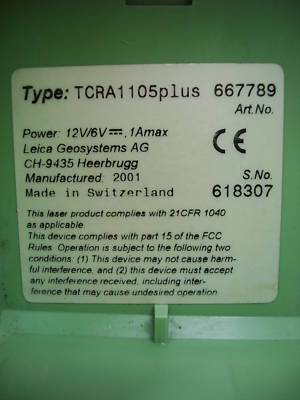 Type: TCRA1105plus 667789
Art.No.
Power: 12V/6V⎓, 1Amax
Leica Geosystems AG
CH-9435 Heerbrugg
Manufactured: 2001
Made in Switzerland
CE
S.No.
618307
This laser product complies with 21CFR 1040
as applicable.
This device complies with part 15 of the FCC
Rules. Operation is subject to the following two
conditions: (1) This device may not cause harm-
ful interference, and (2) this device must accept
any interference received, including inter-
ference that may cause undesired operation.